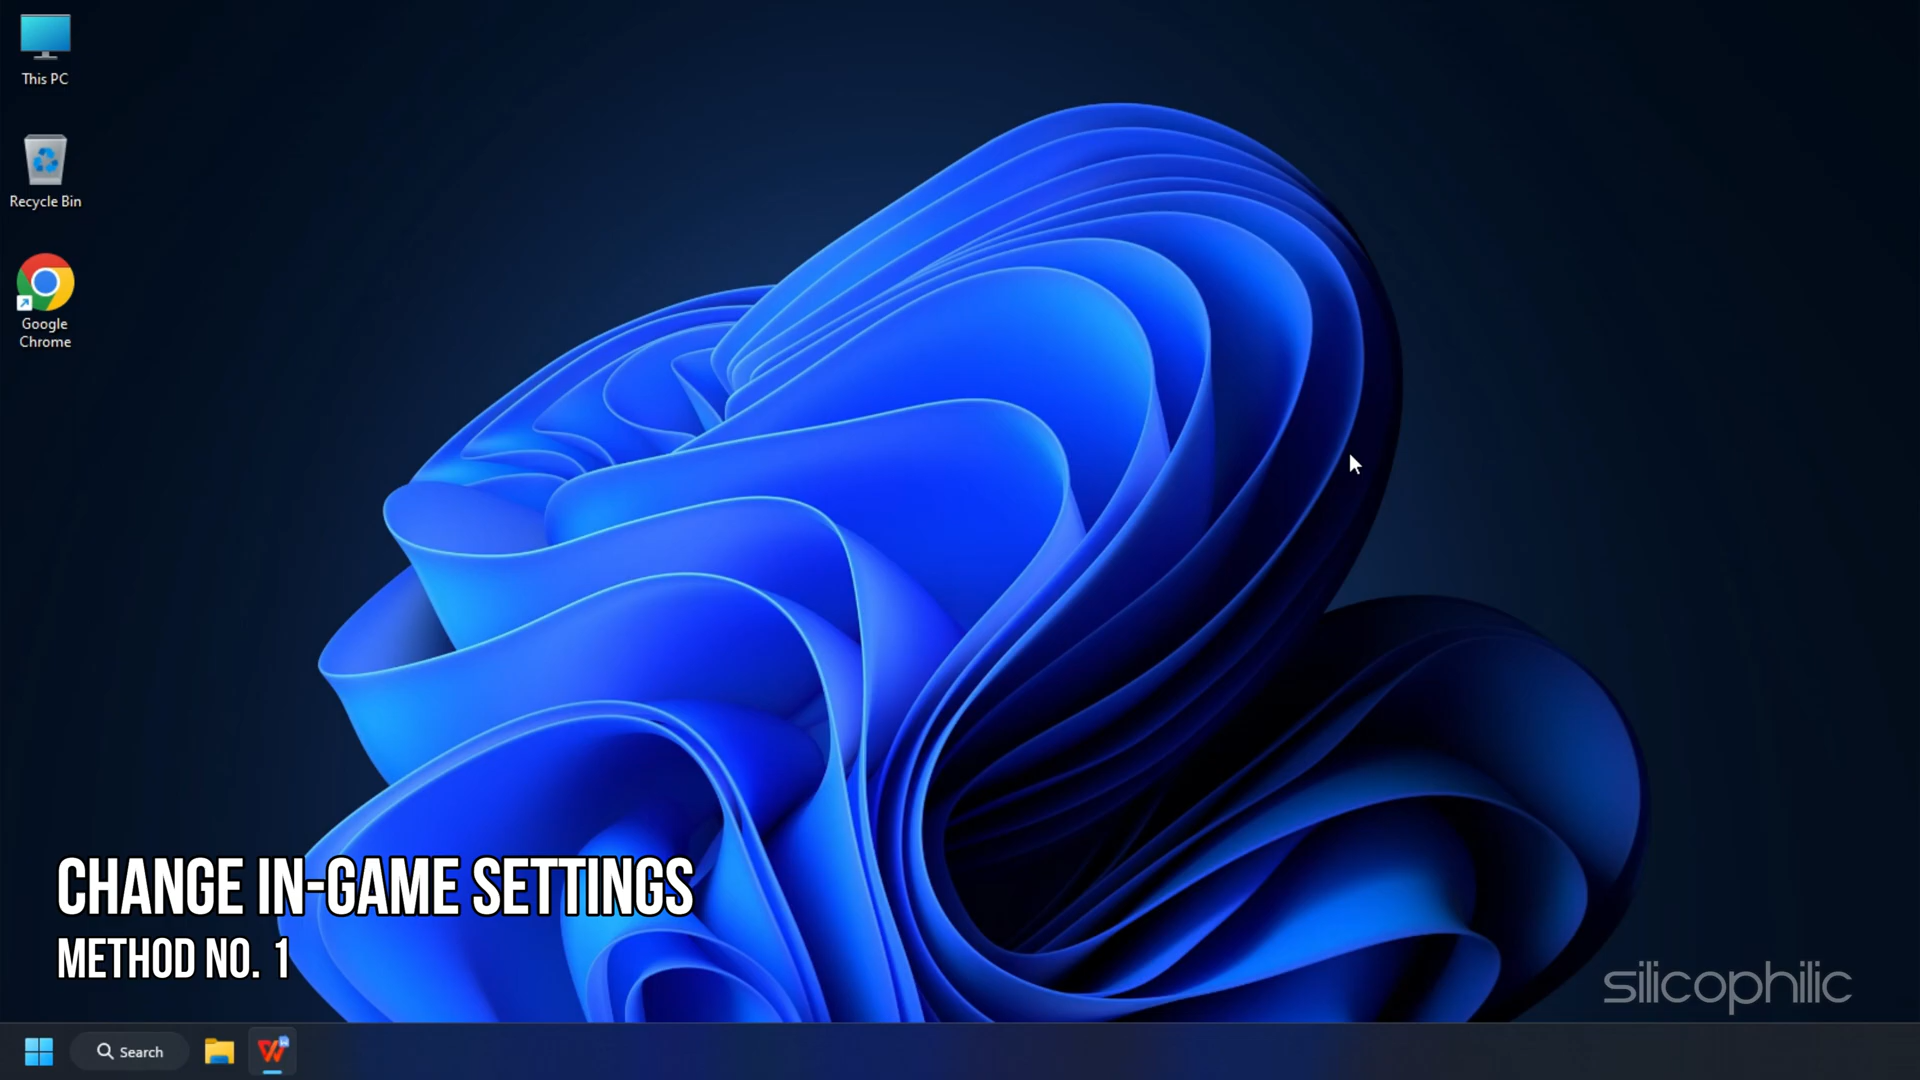 This PC
Recycle Bin
Google
Chrome
CHANGE IN-GAME SETTINGS
METHOD NO. 1
silicophilic
Search